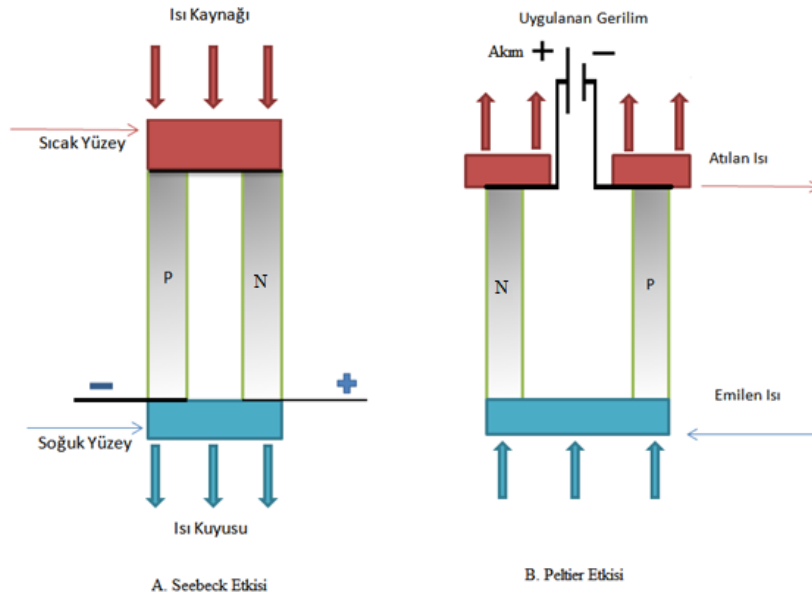 Isı Kaynağı
Sıcak Yüzey
P
N
−
+
Soğuk Yüzey
Isı Kuyusu
A. Seebeck Etkisi
Uygulanan Gerilim
Akım + −
Atılan Isı
N
P
Emilen Isı
B. Peltier Etkisi